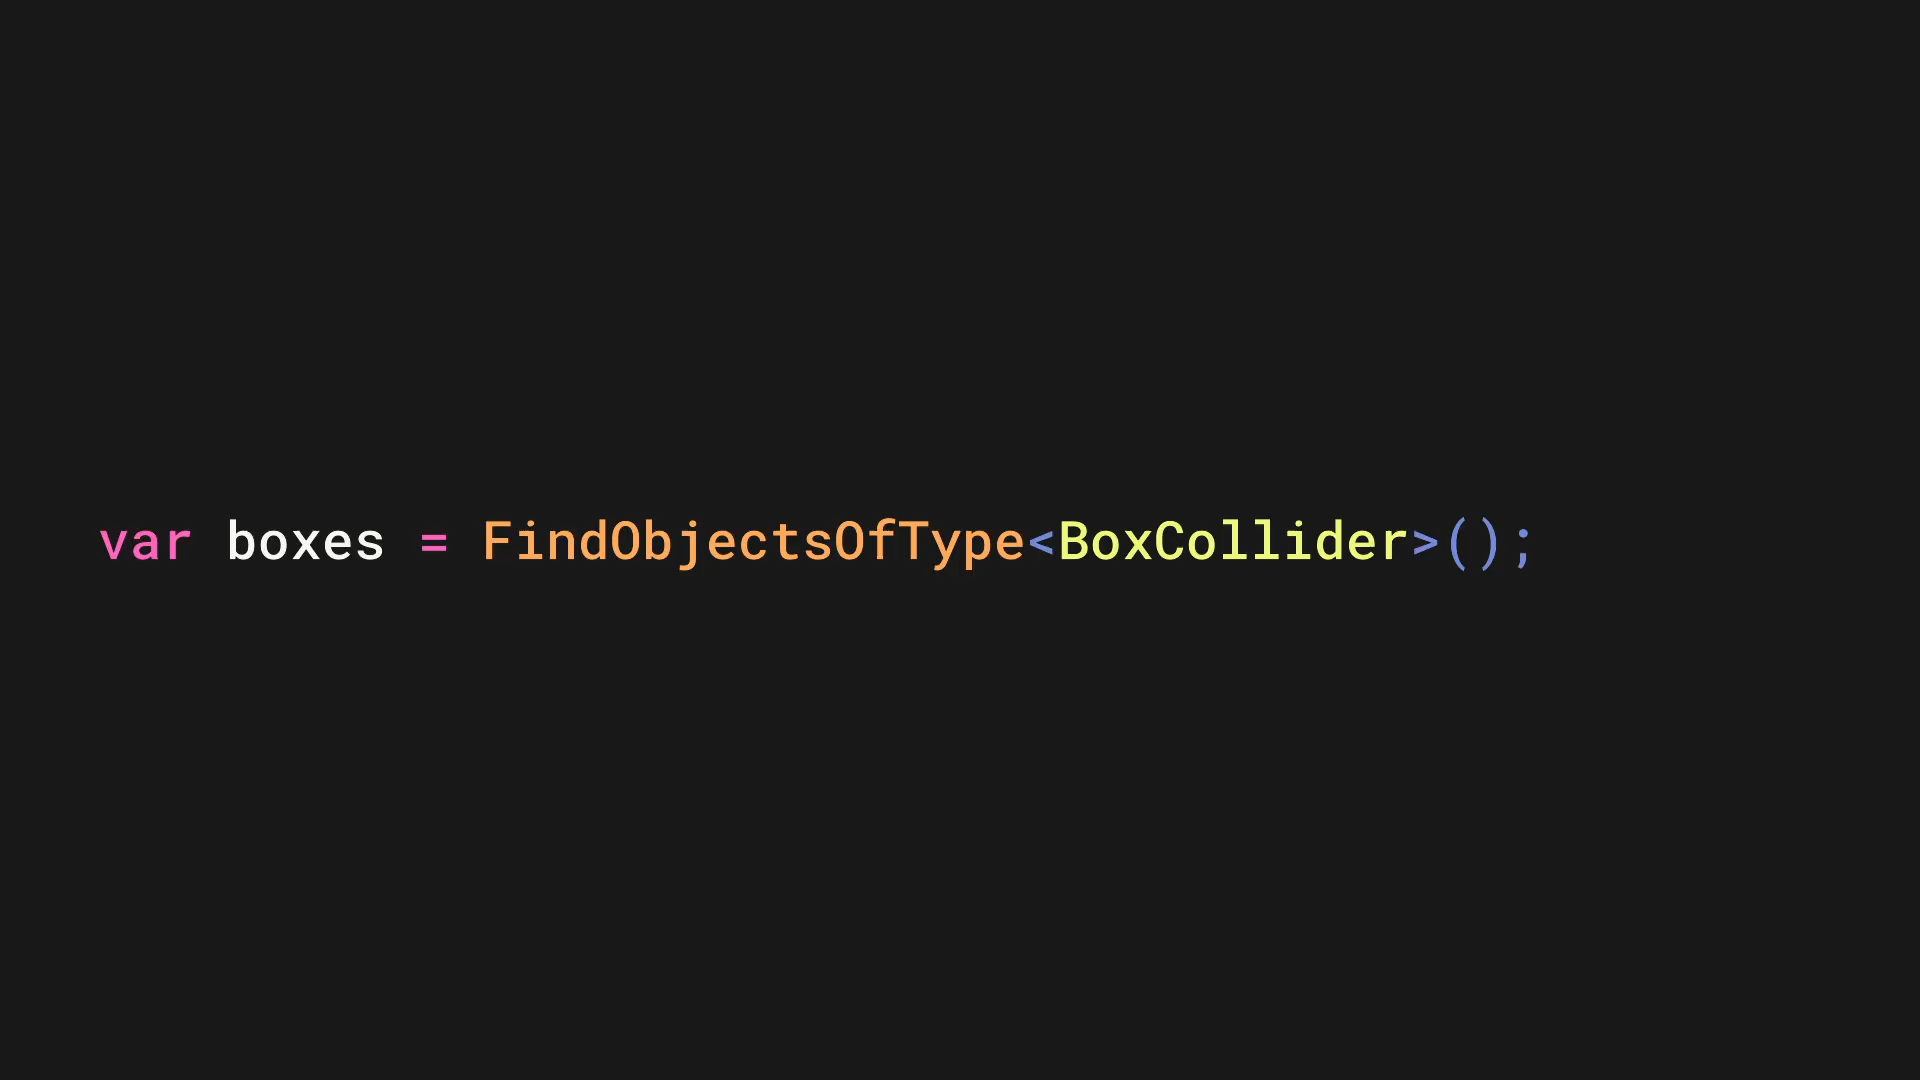 var boxes = FindObjectsOfType<BoxCollider>();